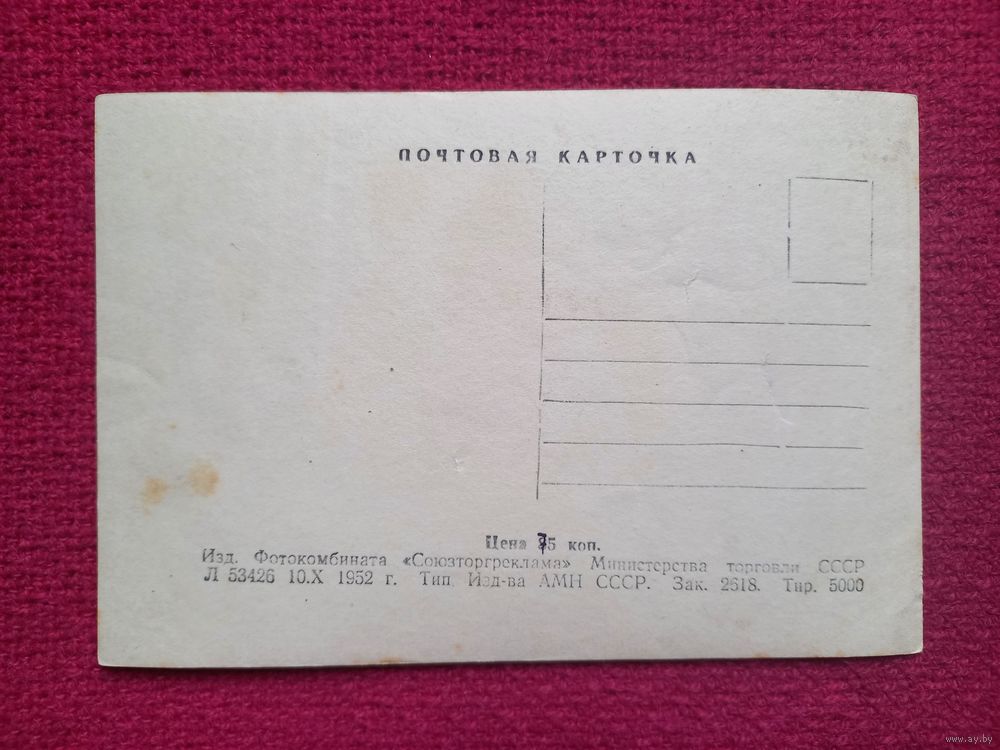 ПОЧТОВАЯ КАРТОЧКА
Цена 75 коп.
Изд. Фотокомбината «Союзторгреклама» Министерства торговли СССР
Л 53426 10.X 1952 г. Тип. Изд-ва АМН СССР. Зак. 2618. Тир. 5000
www.ay.by